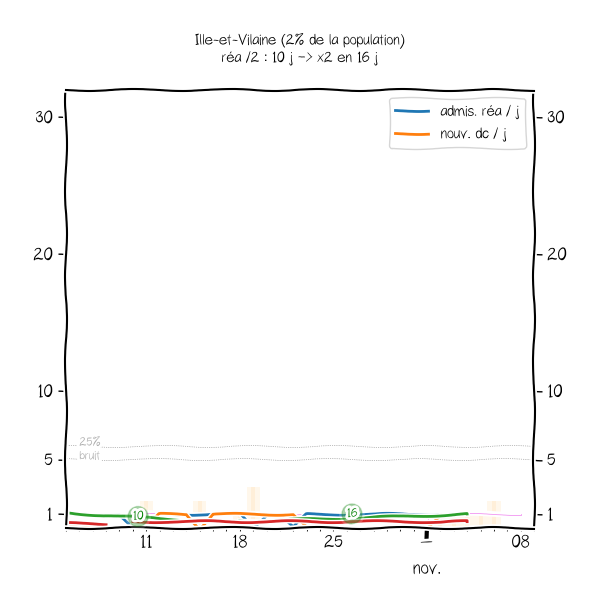 Ille-et-Vilaine (2% de la population)
réa /2 : 10 j -> x2 en 16 j
admis. réa / j
nouv. dc / j
30 30
20 20
10 10
25%
bruit
5 5
10 16
1 1
11 18 25 1 08
nov.